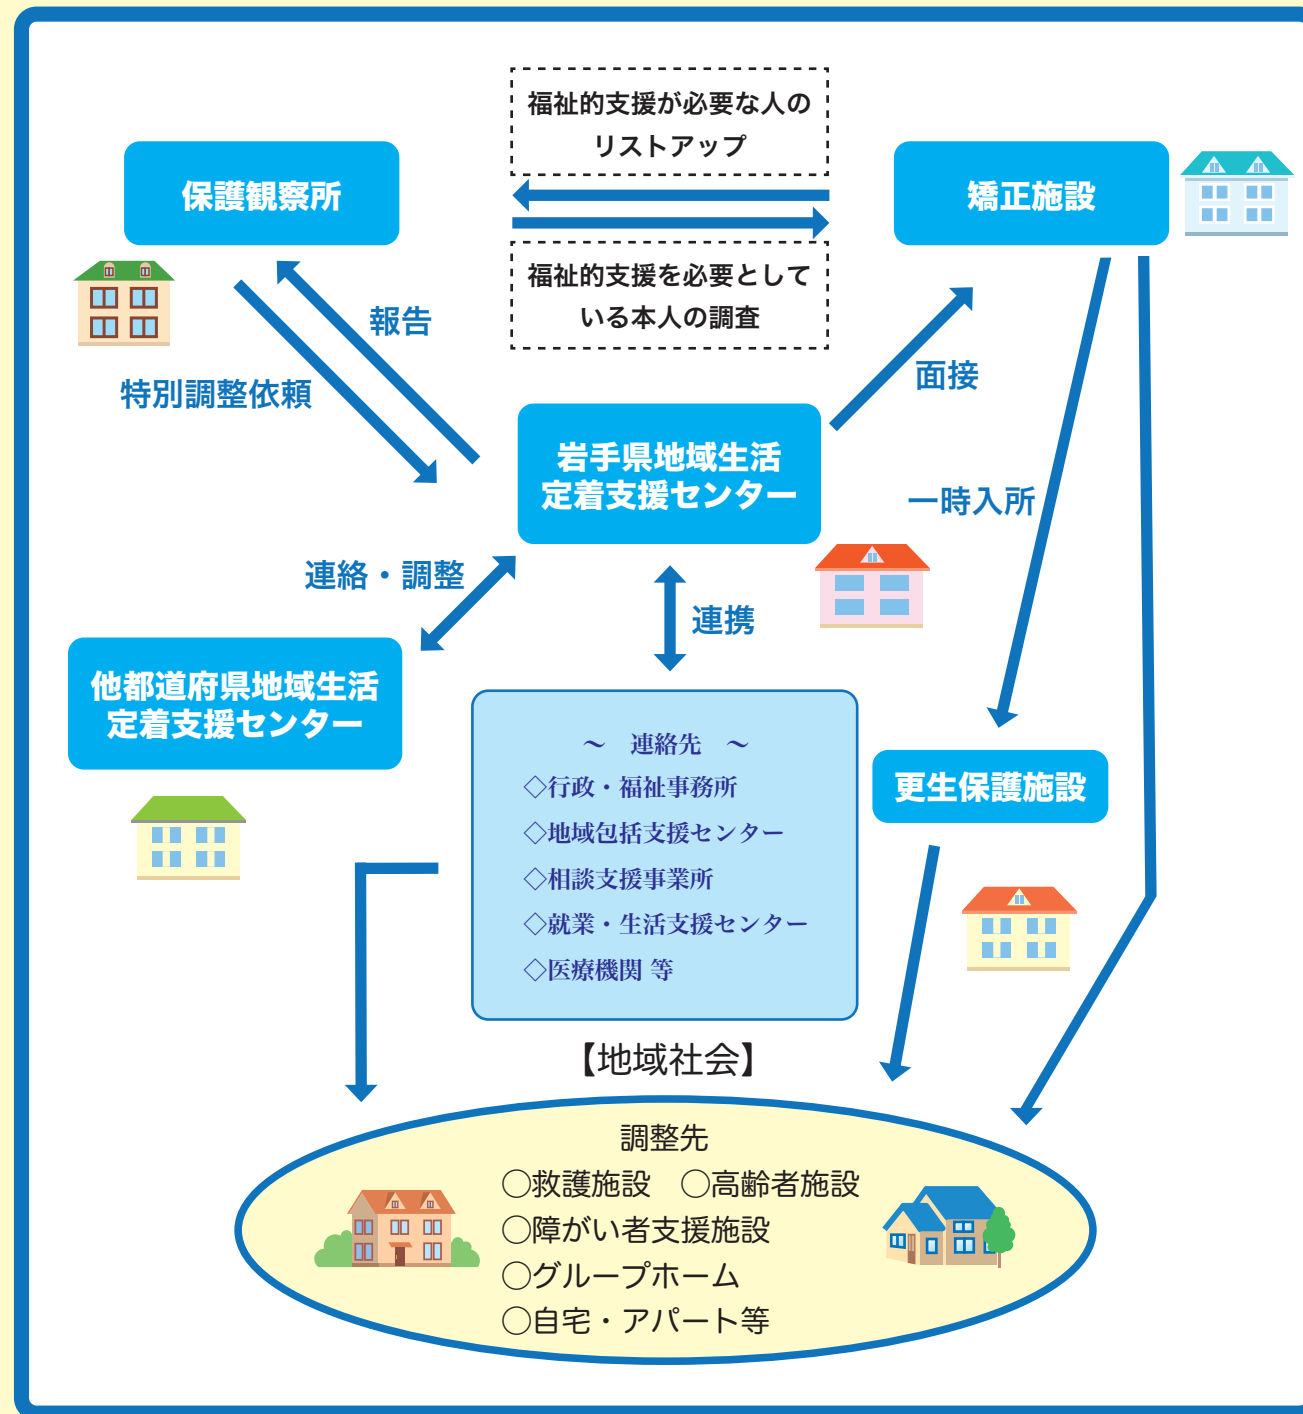 福祉的支援が必要な人の
リストアップ
保護観察所
矯正施設
福祉的支援を必要として
いる本人の調査
報告
特別調整依頼
面接
岩手県地域生活
定着支援センター
一時入所
連絡・調整
連携
他都道府県地域生活
定着支援センター
～　連絡先　～
◇行政・福祉事務所
◇地域包括支援センター
◇相談支援事業所
◇就業・生活支援センター
◇医療機関 等
更生保護施設
【地域社会】
調整先
○救護施設　○高齢者施設
○障がい者支援施設
○グループホーム
○自宅・アパート等